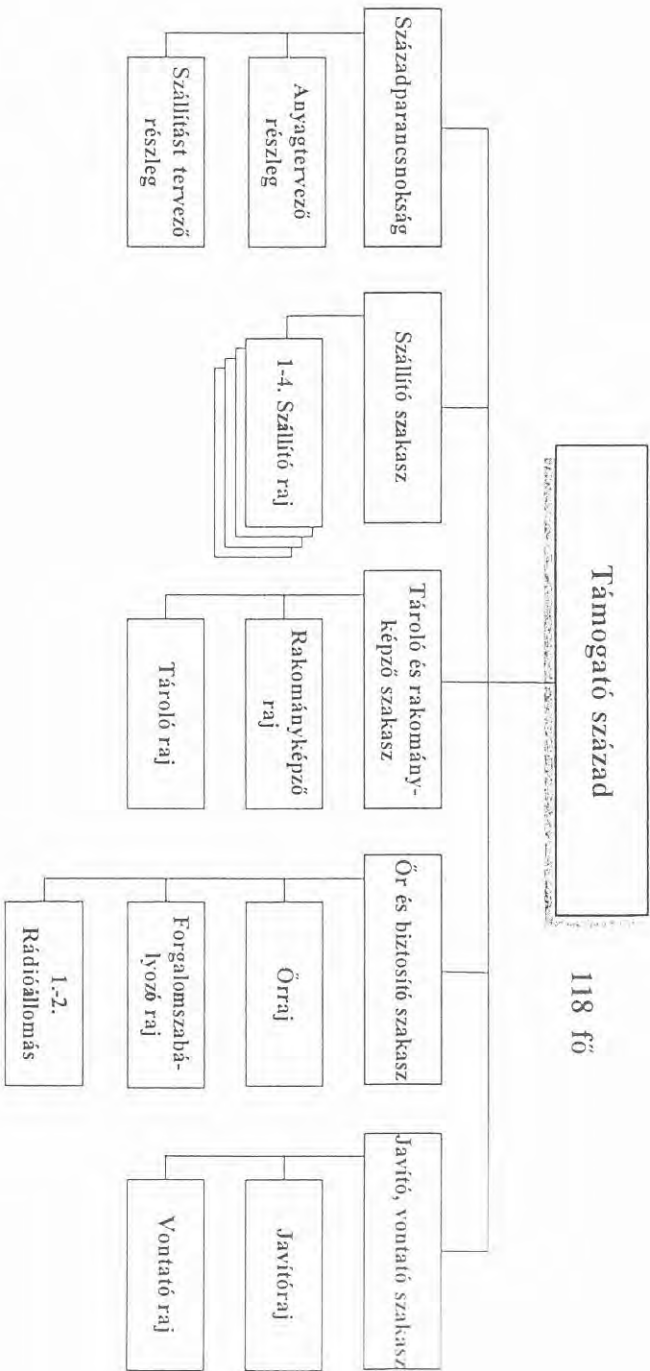 Támogató század
118 fő
Századparancsnokság
Anyagtervező
részleg
Szállítást tervező
részleg
Szállító szakasz
1-4. Szállító raj
Tároló és rakomány-
képző szakasz
Rakományképző
raj
Tároló raj
Őr és biztosító szakasz
Őrraj
Forgalomszabá-
lyozó raj
1.-2.
Rádióállomás
Javító, vontató szakasz
Javítóraj
Vontató raj